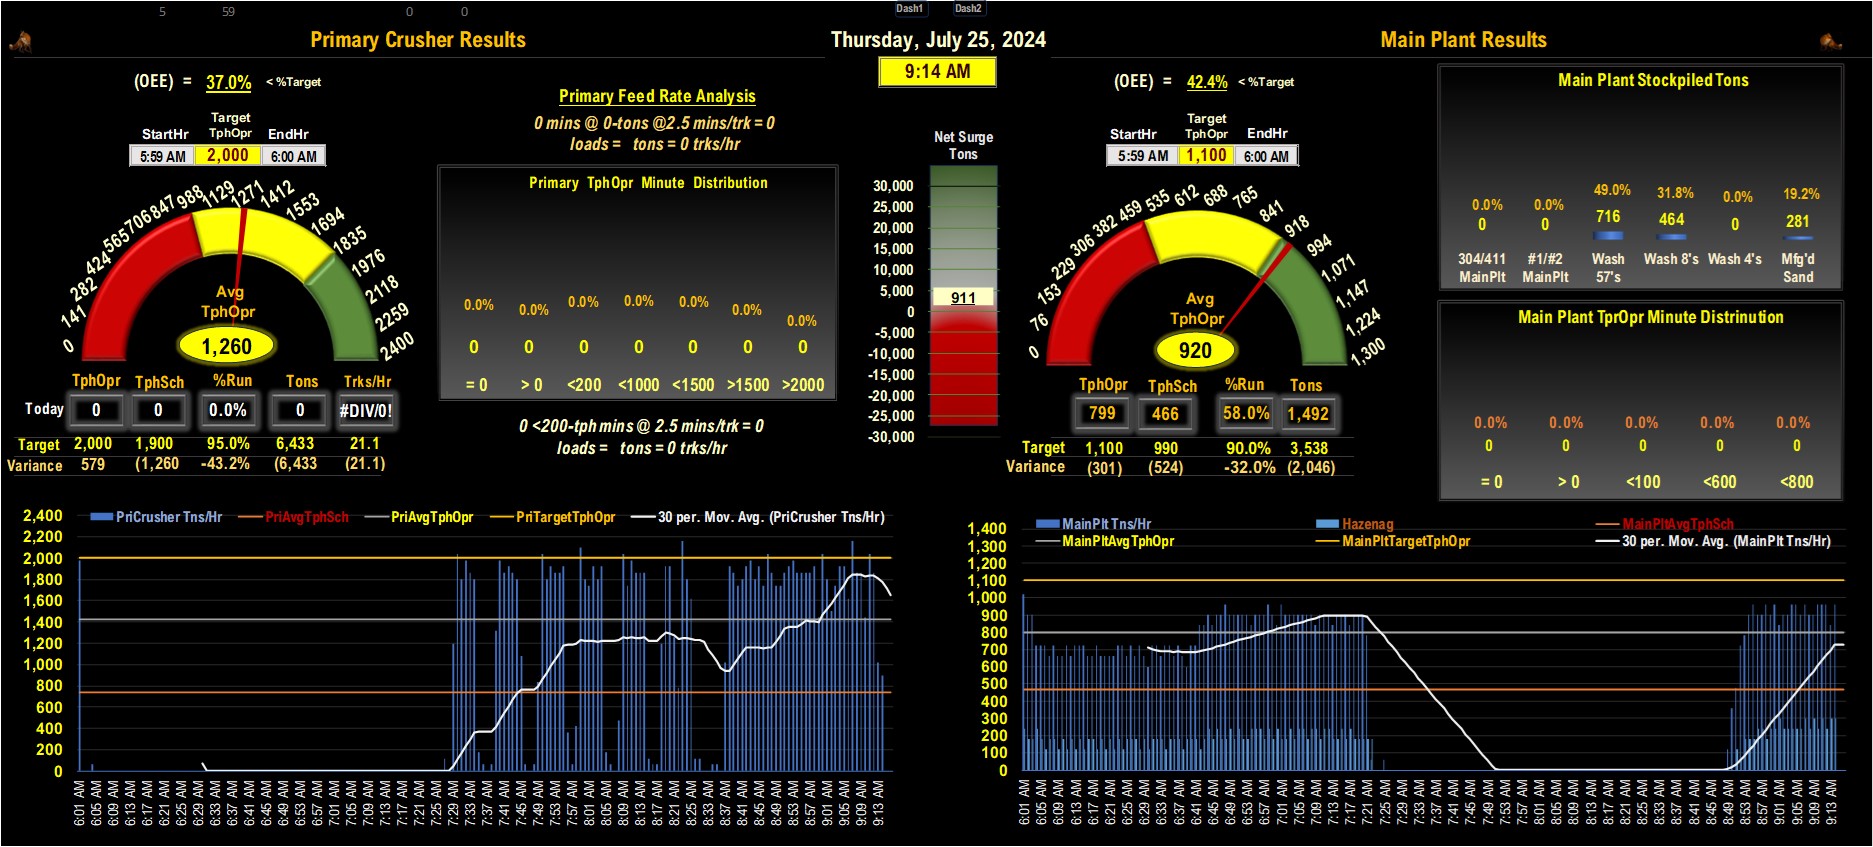 5 59 0 0
Dash1 Dash2
Primary Crusher Results
Thursday, July 25, 2024
Main Plant Results
9:14 AM
(OEE) = 37.0% < %Target
Target
StartHr TphOpr EndHr
5:59 AM 2,000 6:00 AM
0 141 282 424 565 706 847 988 1129 1271 1412 1553 1694 1835 1976 2118 2259 2400
Avg
TphOpr
1,260
TphOpr TphSch %Run Tons Trks/Hr
Today 0 0 0.0% 0 #DIV/0!
Target 2,000 1,900 95.0% 6,433 21.1
Variance 579 (1,260 -43.2% (6,433 (21.1)
Primary Feed Rate Analysis
0 mins @ 0-tons @2.5 mins/trk = 0
loads = tons = 0 trks/hr
Primary TphOpr Minute Distribution
0.0% 0.0% 0.0% 0.0% 0.0% 0.0% 0.0%
0 0 0 0 0 0 0
= 0 > 0 <200 <1000 <1500 >1500 >2000
0 <200-tph mins @ 2.5 mins/trk = 0
loads = tons = 0 trks/hr
Net Surge
Tons
30,000
25,000
20,000
15,000
10,000
5,000
911
0
-5,000
-10,000
-15,000
-20,000
-25,000
-30,000
(OEE) = 42.4% < %Target
Target
StartHr TphOpr EndHr
5:59 AM 1,100 6:00 AM
0 76 153 229 306 382 459 535 612 688 765 841 918 994 1,071 1,147 1,224 1,300
Avg
TphOpr
920
TphOpr TphSch %Run Tons
799 466 58.0% 1,492
Target 1,100 990 90.0% 3,538
Variance (301) (524) -32.0% (2,046)
Main Plant Stockpiled Tons
0.0% 0.0% 49.0% 31.8% 0.0% 19.2%
0 0 716 464 0 281
304/411 #1/#2 Wash Wash 8's Wash 4's Mfg'd
MainPlt MainPlt 57's Sand
Main Plant TprOpr Minute Distrinution
0.0% 0.0% 0.0% 0.0% 0.0%
0 0 0 0 0
= 0 > 0 <100 <600 <800
PriCrusher Tns/Hr PriAvgTphSch PriAvgTphOpr PriTargetTphOpr 30 per. Mov. Avg. (PriCrusher Tns/Hr)
2,400
2,200
2,000
1,800
1,600
1,400
1,200
1,000
800
600
400
200
0
6:01 AM 6:05 AM 6:09 AM 6:13 AM 6:17 AM 6:21 AM 6:25 AM 6:29 AM 6:33 AM 6:37 AM 6:41 AM 6:45 AM 6:49 AM 6:53 AM 6:57 AM 7:01 AM 7:05 AM 7:09 AM 7:13 AM 7:17 AM 7:21 AM 7:25 AM 7:29 AM 7:33 AM 7:37 AM 7:41 AM 7:45 AM 7:49 AM 7:53 AM 7:57 AM 8:01 AM 8:05 AM 8:09 AM 8:13 AM 8:17 AM 8:21 AM 8:25 AM 8:29 AM 8:33 AM 8:37 AM 8:41 AM 8:45 AM 8:49 AM 8:53 AM 8:57 AM 9:01 AM 9:05 AM 9:09 AM 9:13 AM
MainPlt Tns/Hr Hazenag MainPltAvgTphSch
MainPltAvgTphOpr MainPltTargetTphOpr 30 per. Mov. Avg. (MainPlt Tns/Hr)
1,400
1,300
1,200
1,100
1,000
900
800
700
600
500
400
300
200
100
0
6:01 AM 6:05 AM 6:09 AM 6:13 AM 6:17 AM 6:21 AM 6:25 AM 6:29 AM 6:33 AM 6:37 AM 6:41 AM 6:45 AM 6:49 AM 6:53 AM 6:57 AM 7:01 AM 7:05 AM 7:09 AM 7:13 AM 7:17 AM 7:21 AM 7:25 AM 7:29 AM 7:33 AM 7:37 AM 7:41 AM 7:45 AM 7:49 AM 7:53 AM 7:57 AM 8:01 AM 8:05 AM 8:09 AM 8:13 AM 8:17 AM 8:21 AM 8:25 AM 8:29 AM 8:33 AM 8:37 AM 8:41 AM 8:45 AM 8:49 AM 8:53 AM 8:57 AM 9:01 AM 9:05 AM 9:09 AM 9:13 AM